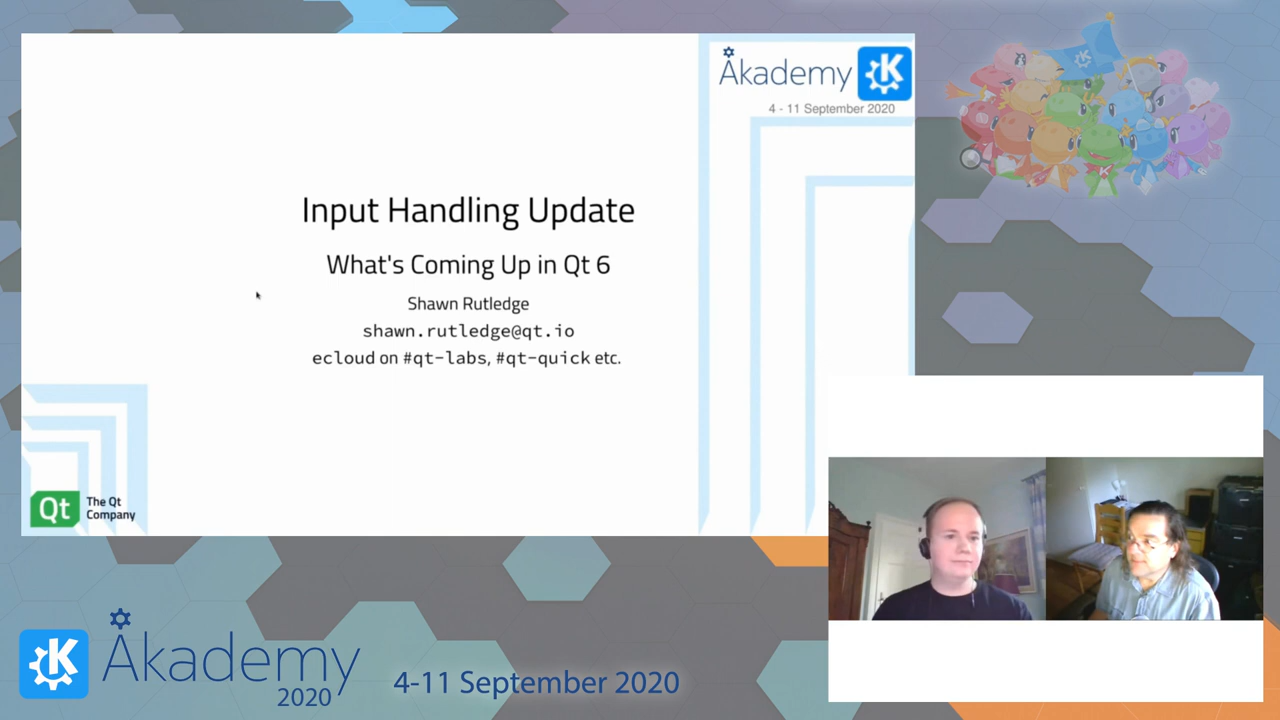 Akademy
4 - 11 September 2020
Input Handling Update
What's Coming Up in Qt 6
Shawn Rutledge
shawn.rutledge@qt.io
ecloud on #qt-labs, #qt-quick etc.
Qt
The Qt
Company
Akademy
2020
4-11 September 2020